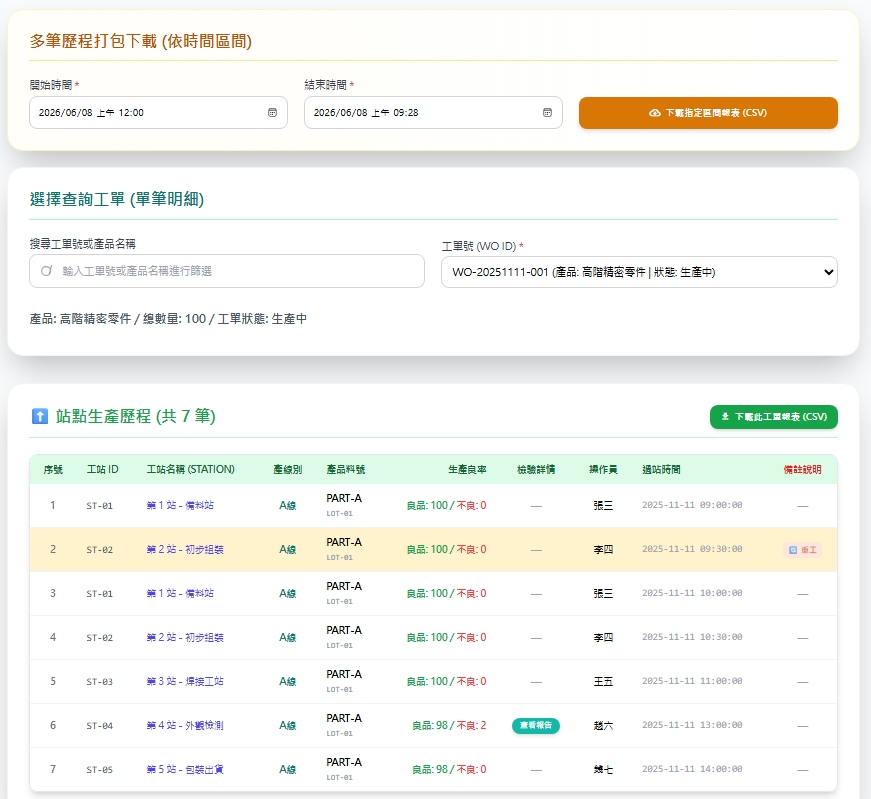 多筆歷程打包下載 (依時間區間)
開始時間 * 結束時間 *
2026/06/08 上午 12:00 2026/06/08 上午 09:28 下載指定區間報表 (CSV)
選擇查詢工單 (單筆明細)
搜尋工單號或產品名稱 工單號 (WO ID) *
輸入工單號或產品名稱進行篩選 WO-20251111-001 (產品: 高階精密零件 | 狀態: 生產中)
產品: 高階精密零件 / 總數量: 100 / 工單狀態: 生產中
站點生產歷程 (共 7 筆) 下載此工單報表 (CSV)
序號 工站 ID 工站名稱 (STATION) 產線別 產品料號 生產良率 檢驗詳情 操作員 過站時間 備註說明
1 ST-01 第 1 站 - 備料站 A線 PART-A 良品: 100 / 不良: 0 — 張三 2025-11-11 09:00:00 —
LOT-01
2 ST-02 第 2 站 - 初步組裝 A線 PART-A 良品: 100 / 不良: 0 — 李四 2025-11-11 09:30:00 重工
LOT-01
3 ST-01 第 1 站 - 備料站 A線 PART-A 良品: 100 / 不良: 0 — 張三 2025-11-11 10:00:00 —
LOT-01
4 ST-02 第 2 站 - 初步組裝 A線 PART-A 良品: 100 / 不良: 0 — 李四 2025-11-11 10:30:00 —
LOT-01
5 ST-03 第 3 站 - 焊接工站 A線 PART-A 良品: 100 / 不良: 0 — 王五 2025-11-11 11:00:00 —
LOT-01
6 ST-04 第 4 站 - 外觀檢測 A線 PART-A 良品: 98 / 不良: 2 查看報告 趙六 2025-11-11 13:00:00 —
LOT-01
7 ST-05 第 5 站 - 包裝出貨 A線 PART-A 良品: 98 / 不良: 0 — 錢七 2025-11-11 14:00:00 —
LOT-01